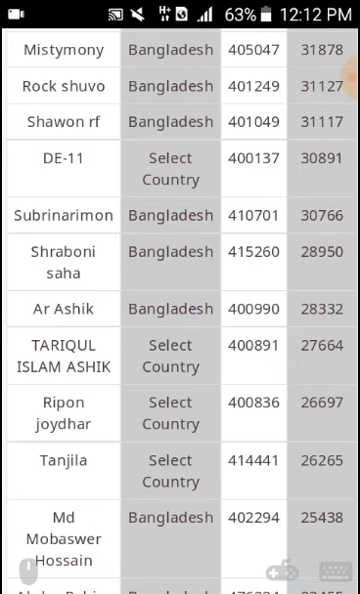 H+ 63% 12:12 PM
Mistymony Bangladesh 405047 31878
Rock shuvo Bangladesh 401249 31127
Shawon rf Bangladesh 401049 31117
DE-11 Select 400137 30891
Country
Subrinarimon Bangladesh 410701 30766
Shraboni Bangladesh 415260 28950
saha
Ar Ashik Bangladesh 400990 28332
TARIQUL Select 400891 27664
ISLAM ASHIK Country
Ripon Select 400836 26697
joydhar Country
Tanjila Select 414441 26265
Country
Md Bangladesh 402294 25438
Mobaswer
Hossain